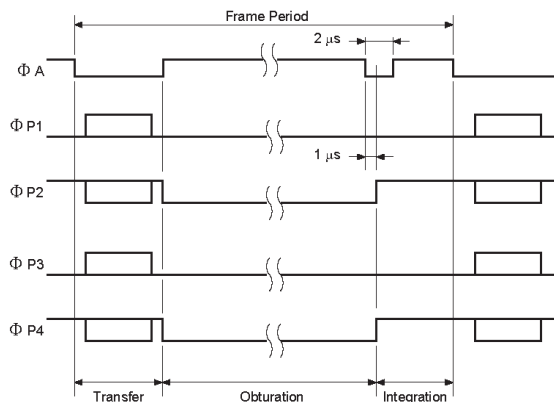 Frame Period
2 μs
Φ A
Φ P1
1 μs
Φ P2
Φ P3
Φ P4
Transfer
Obturation
Integration